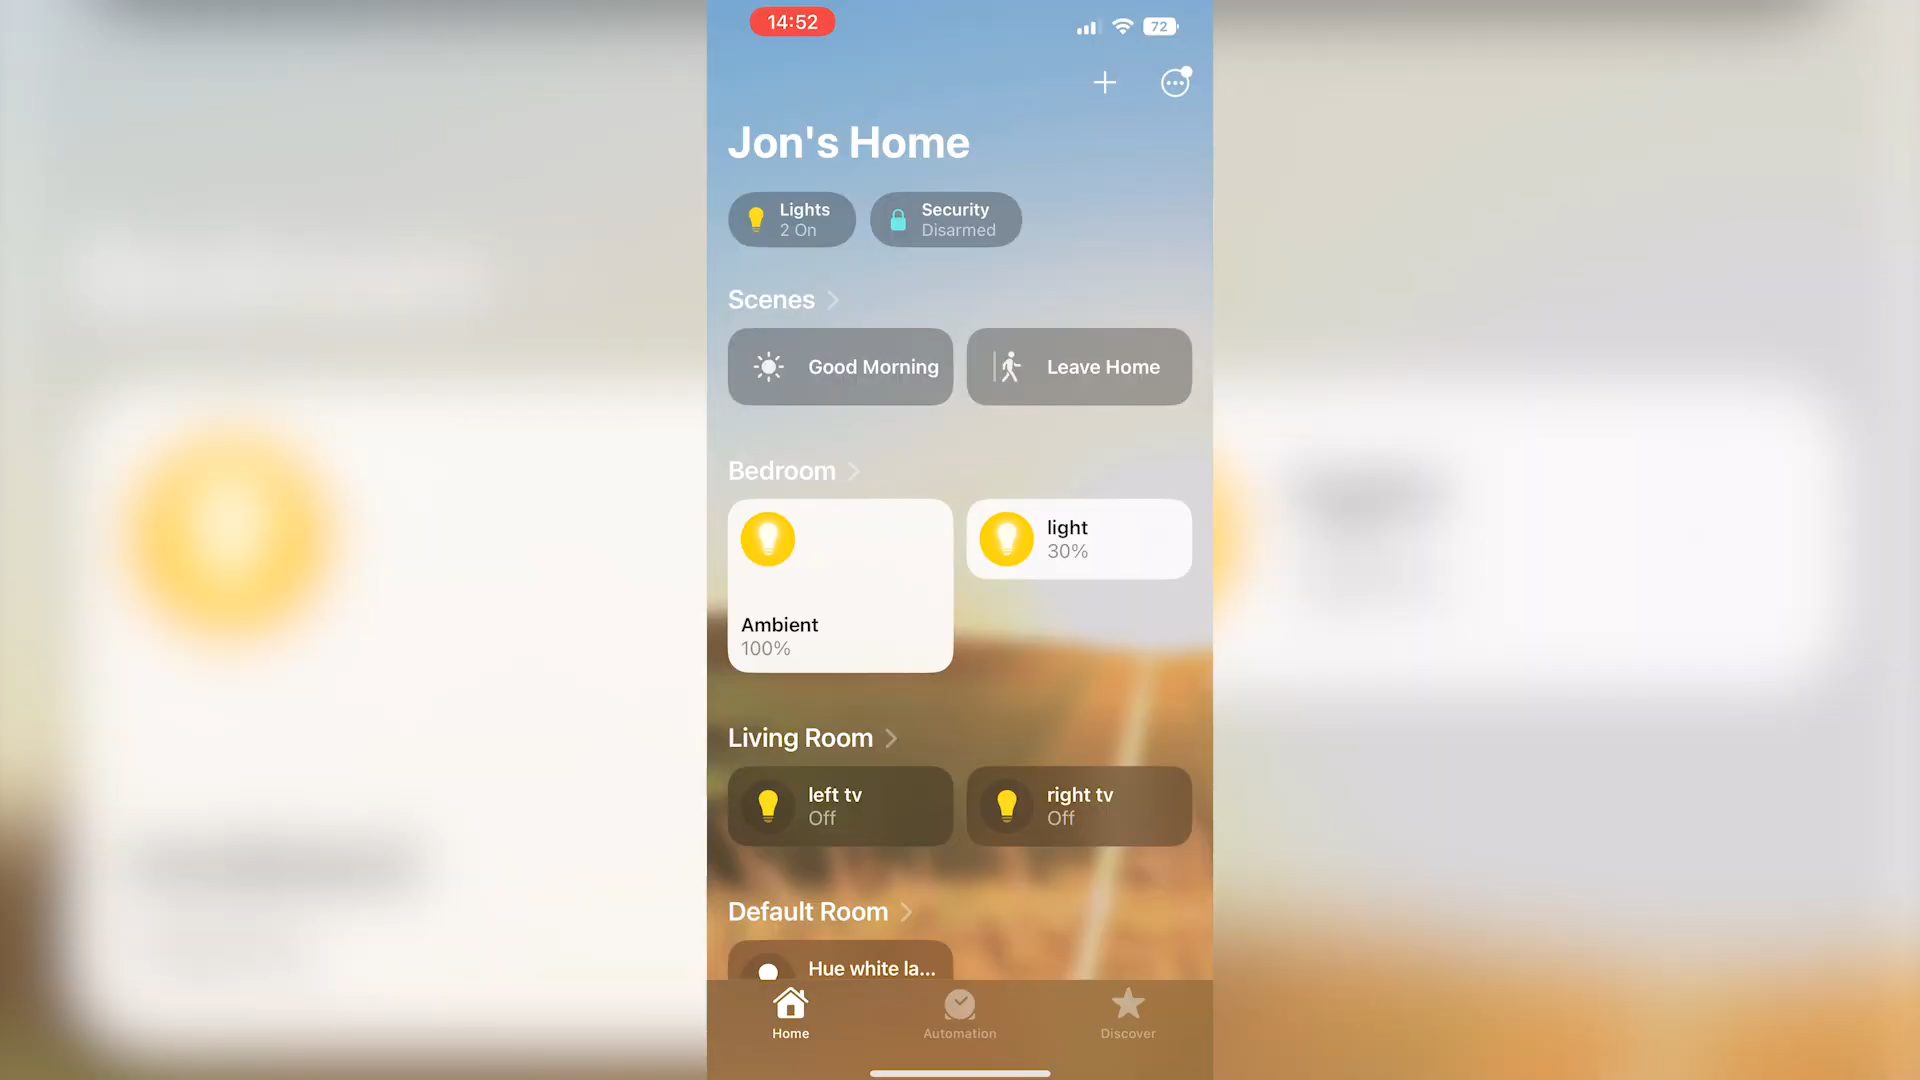 14:52
72
Jon's Home
Lights
2 On
Security
Disarmed
Scenes
Good Morning
Leave Home
Bedroom
light
30%
Ambient
100%
Living Room
left tv
Off
right tv
Off
Default Room
Hue white la...
Home
Automation
Discover